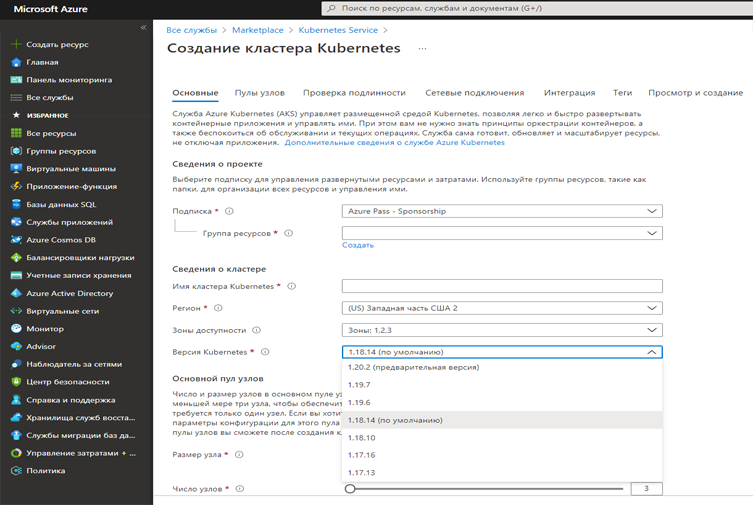 Microsoft Azure
Поиск по ресурсам, службам и документам (G+/)
«
Создать ресурс
Главная
Панель мониторинга
Все службы
ИЗБРАННОЕ
Все ресурсы
Группы ресурсов
Виртуальные машины
Приложение-функция
Базы данных SQL
Службы приложений
Azure Cosmos DB
Балансировщики нагрузки
Учетные записи хранения
Azure Active Directory
Виртуальные сети
Монитор
Advisor
Наблюдатель за сетями
Центр безопасности
Справка и поддержка
Хранилища служб восста...
Службы миграции баз да...
Управление затратами + ...
Политика
Все службы > Marketplace > Kubernetes Service >
Создание кластера Kubernetes ...
Основные Пулы узлов Проверка подлинности Сетевые подключения Интеграция Теги Просмотр и создание
Служба Azure Kubernetes (AKS) управляет размещенной средой Kubernetes, позволяя легко и быстро развертывать
контейнерные приложения и управлять ими. При этом вам не нужно знать принципы оркестрации контейнеров, а
также беспокоиться об обслуживании и текущих операциях. Служба сама готовит, обновляет и масштабирует ресурсы,
не отключая приложения. Дополнительные сведения о службе Azure Kubernetes
Сведения о проекте
Выберите подписку для управления развернутыми ресурсами и затратами. Используйте группы ресурсов, такие как
папки, для организации всех ресурсов и управления ими.
Подписка * Azure Pass - Sponsorship
Группа ресурсов *
Создать
Сведения о кластере
Имя кластера Kubernetes *
Регион * (US) Западная часть США 2
Зоны доступности Зоны: 1,2,3
Версия Kubernetes * 1.18.14 (по умолчанию)
1.20.2 (предварительная версия)
1.19.7
1.19.6
1.18.14 (по умолчанию)
1.18.10
1.17.16
1.17.13
Основной пул узлов
Число и размер узлов в основном пуле уз
меньшей мере три узла, чтобы обеспечит
требуется только один узел. Если вы хоти
параметры конфигурации для этого пула
пулы узлов вы сможете после создания к
Размер узла *
Число узлов * 3